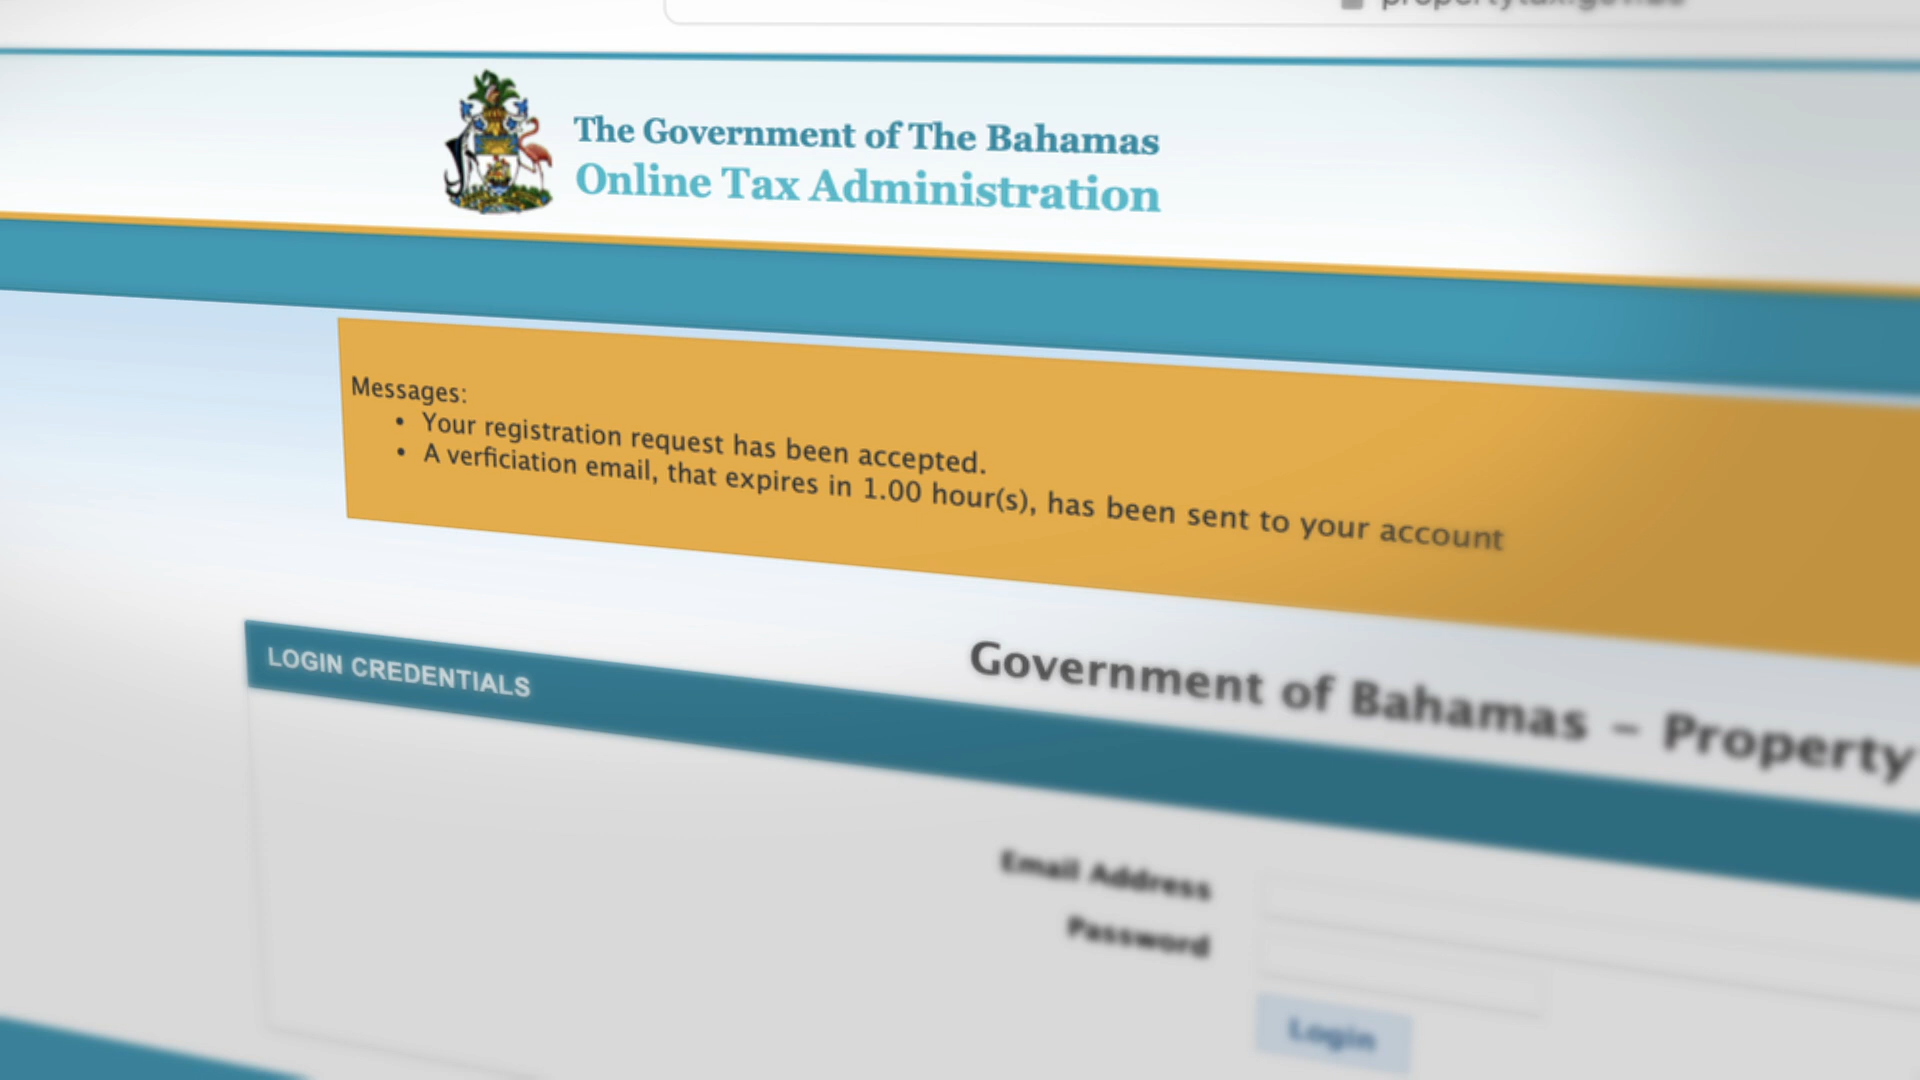 The Government of The Bahamas
Online Tax Administration
Messages:
• Your registration request has been accepted.
• A verficiation email, that expires in 1.00 hour(s), has been sent to your account
Government of Bahamas – Property
LOGIN CREDENTIALS
Email Address
Password
Login